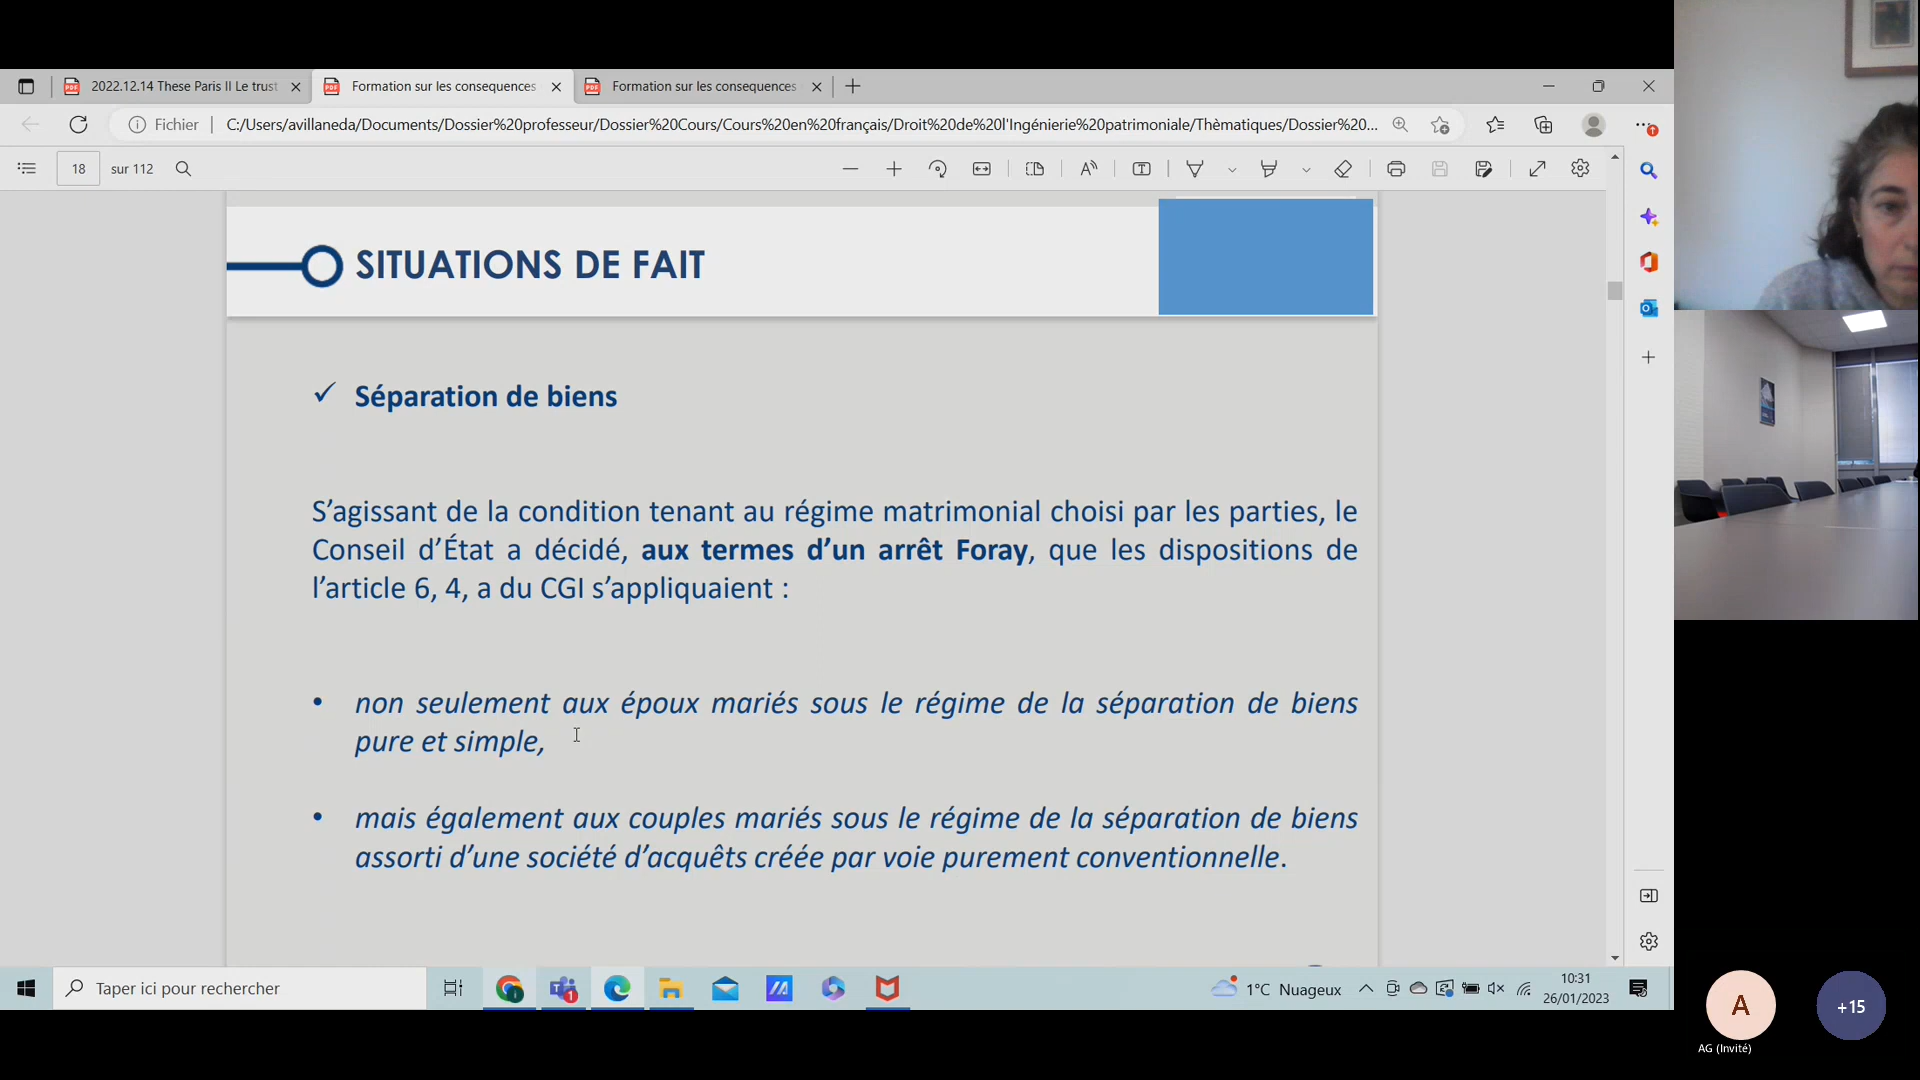 2022.12.14 These Paris II Le trust
Formation sur les consequences
Formation sur les consequences
Fichier
C:/Users/avillaneda/Documents/Dossier%20professeur/Dossier%20Cours/Cours%20en%20français/Droit%20de%20l'Ingénierie%20patrimoniale/Thèmatiques/Dossier%20...
18 sur 112
SITUATIONS DE FAIT
✓ Séparation de biens
S’agissant de la condition tenant au régime matrimonial choisi par les parties, le
Conseil d’État a décidé, aux termes d’un arrêt Foray, que les dispositions de
l’article 6, 4, a du CGI s’appliquaient :
• non seulement aux époux mariés sous le régime de la séparation de biens
pure et simple,
• mais également aux couples mariés sous le régime de la séparation de biens
assorti d’une société d’acquêts créée par voie purement conventionnelle.
Taper ici pour rechercher
1
1°C Nuageux
10:31
26/01/2023
A
AG (Invité)
+15